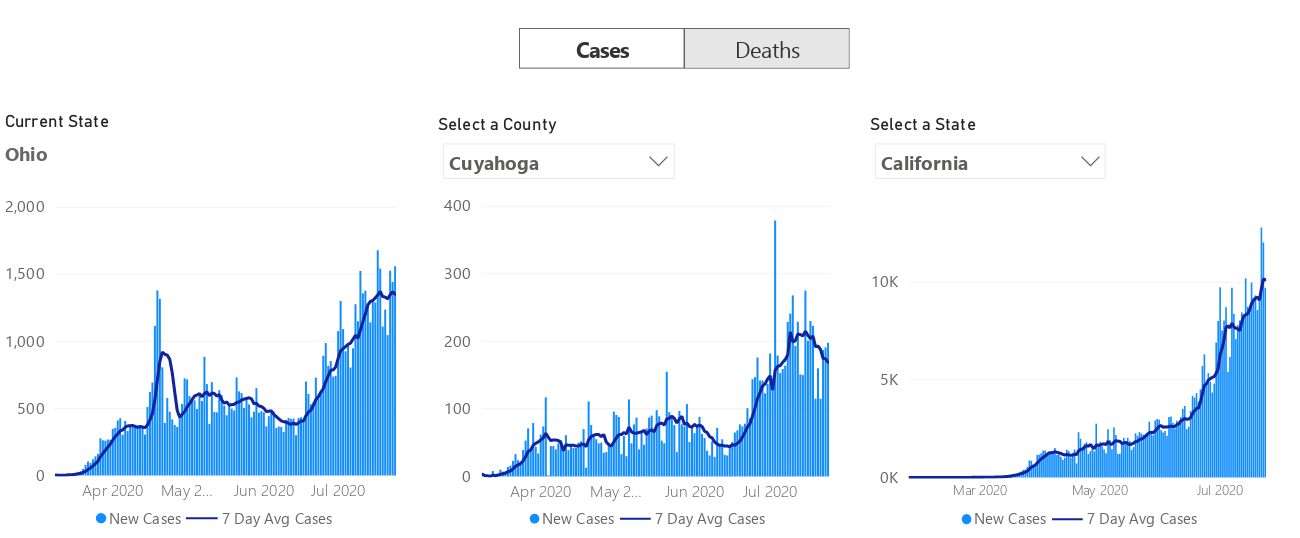 Cases Deaths
Current State
Ohio
2,000
1,500
1,000
500
0
Apr 2020 May 2... Jun 2020 Jul 2020
New Cases 7 Day Avg Cases
Select a County
Cuyahoga
400
300
200
100
0
Apr 2020 May 2... Jun 2020 Jul 2020
New Cases 7 Day Avg Cases
Select a State
California
10K
5K
0K
Mar 2020 May 2020 Jul 2020
New Cases 7 Day Avg Cases